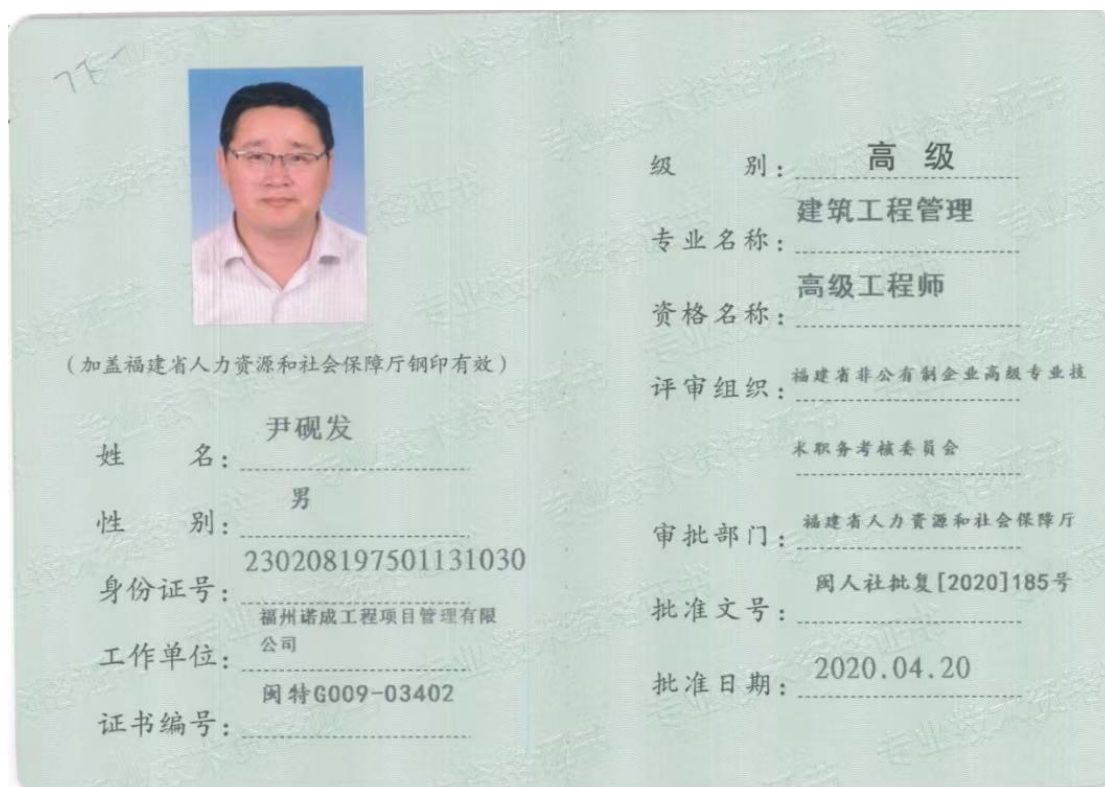 （加盖福建省人力资源和社会保障厅钢印有效）
姓 名：尹砚发
性 别：男
身份证号：230208197501131030
工作单位：福州诺成工程项目管理有限
公司
证书编号：闽特G009-03402
级 别：高 级
专业名称：建筑工程管理
资格名称：高级工程师
评审组织：福建省非公有制企业高级专业技
术职务考核委员会
审批部门：福建省人力资源和社会保障厅
批准文号：闽人社批复[2020]185号
批准日期：2020.04.20